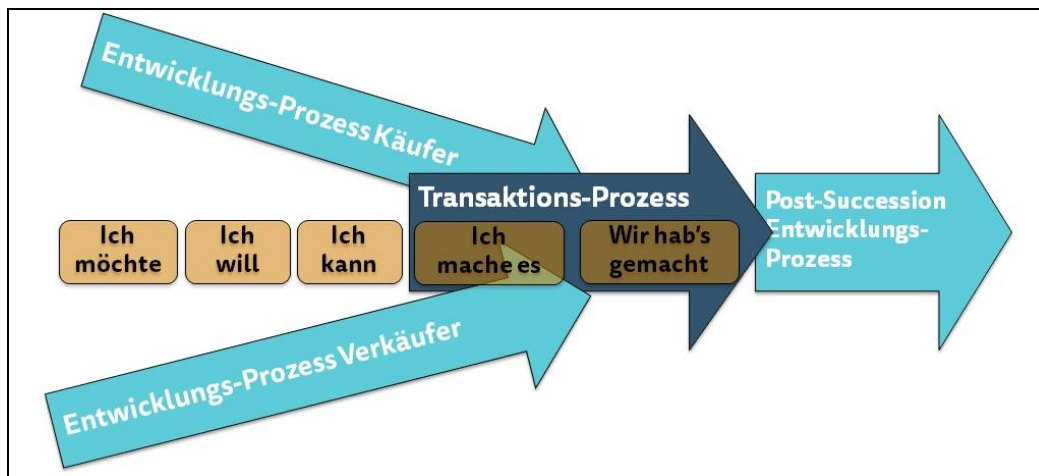 Entwicklungs-Prozess Käufer
Transaktions-Prozess
Ich
möchte
Ich
will
Ich
kann
Ich
mache es
Wir hab's
gemacht
Post-Succession
Entwicklungs-
Prozess
Entwicklungs-Prozess Verkäufer